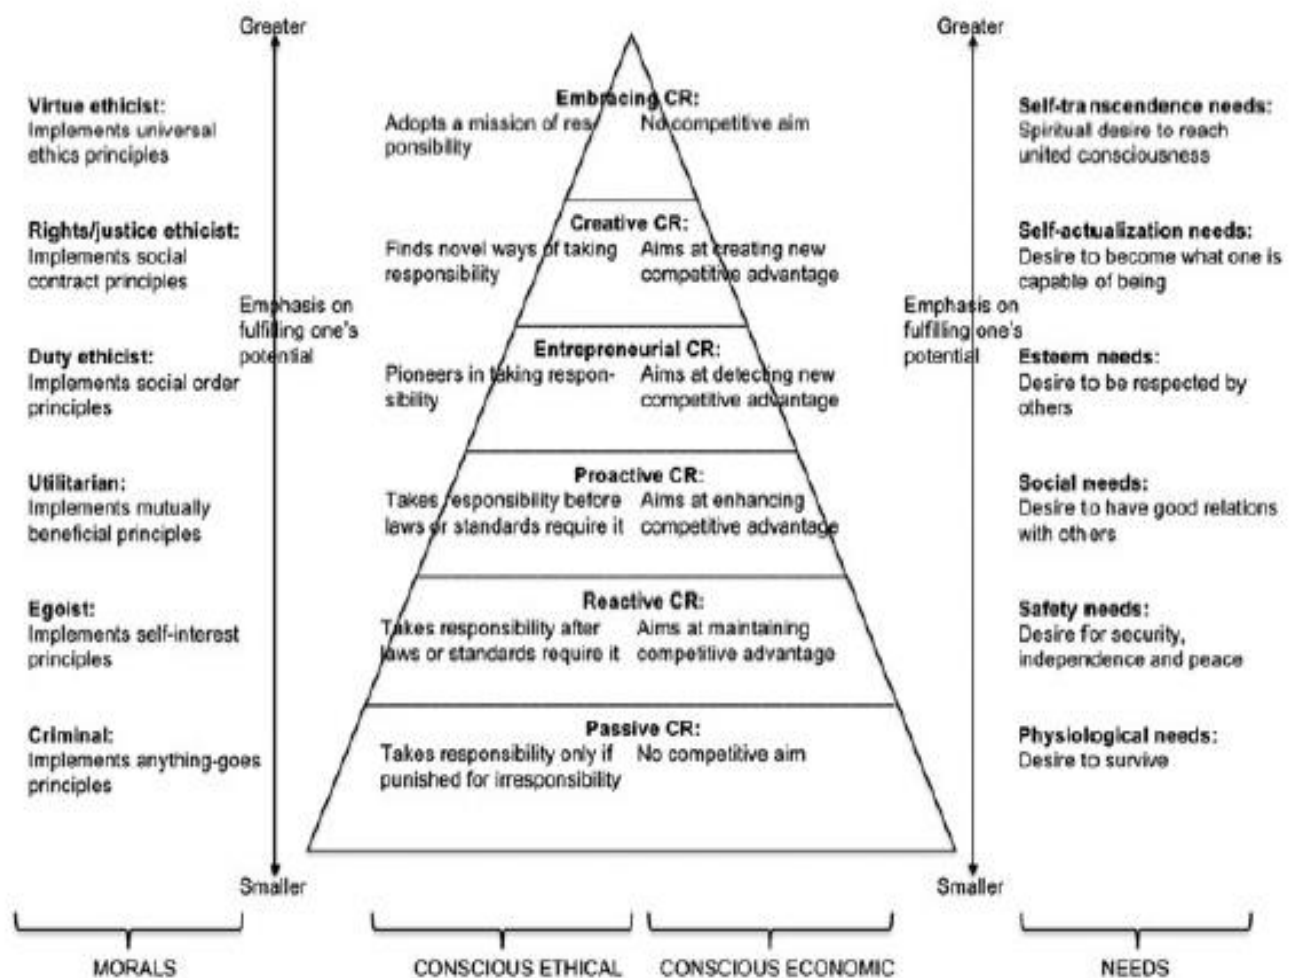 Greater
Greater
Virtue ethicist:
Implements universal
ethics principles
Rights/justice ethicist:
Implements social
contract principles
Emphasis on
fulfilling one's
potential
Duty ethicist:
Implements social order
principles
Utilitarian:
Implements mutually
beneficial principles
Egoist:
Implements self-interest
principles
Criminal:
Implements anything-goes
principles
Smaller
MORALS
Embracing CR:
Adopts a mission of res-
ponsibility
No competitive aim
Creative CR:
Finds novel ways of taking
responsibility
Aims at creating new
competitive advantage
Entrepreneurial CR:
Pioneers in taking respon-
sibility
Aims at detecting new
competitive advantage
Proactive CR:
Takes responsibility before
laws or standards require it
Aims at enhancing
competitive advantage
Reactive CR:
Takes responsibility after
laws or standards require it
Aims at maintaining
competitive advantage
Passive CR:
Takes responsibility only if
punished for irresponsibility
No competitive aim
CONSCIOUS ETHICAL
CONSCIOUS ECONOMIC
Emphasis on
fulfilling one's
potential
Smaller
Self-transcendence needs:
Spiritual desire to reach
united consciousness
Self-actualization needs:
Desire to become what one is
capable of being
Esteem needs:
Desire to be respected by
others
Social needs:
Desire to have good relations
with others
Safety needs:
Desire for security,
independence and peace
Physiological needs:
Desire to survive
NEEDS